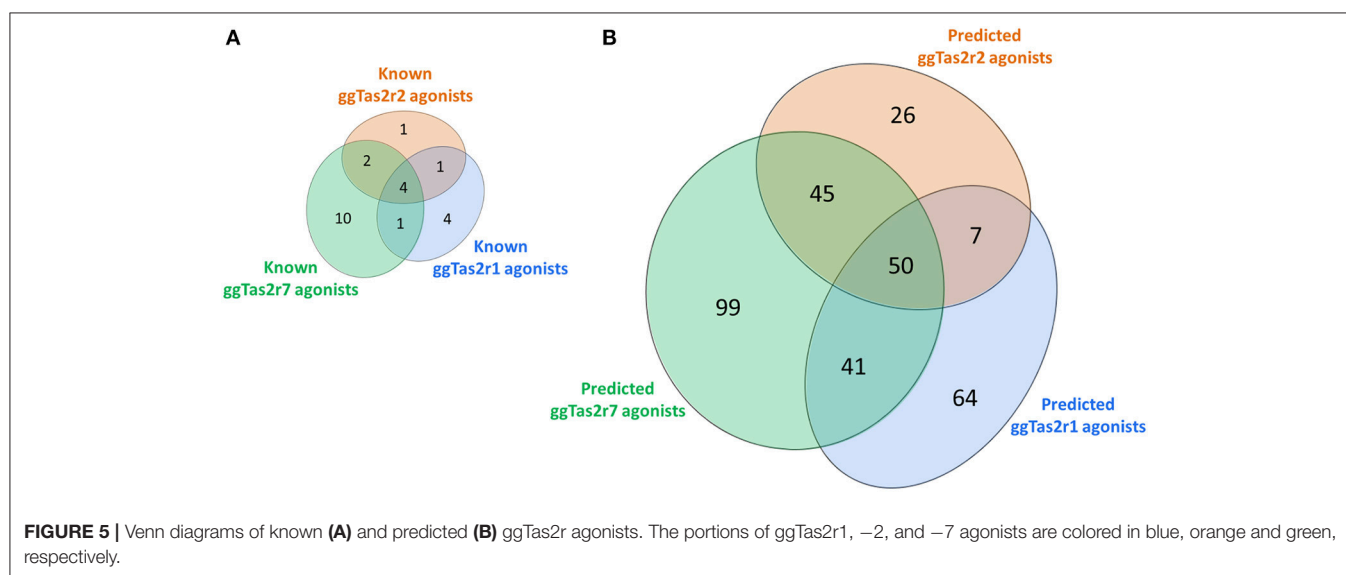 A
Known
ggTas2r2 agonists
1
2
1
4
10
1
4
Known
ggTas2r7 agonists
Known
ggTas2r1 agonists
B
Predicted
ggTas2r2 agonists
26
45
7
50
99
41
64
Predicted
ggTas2r7 agonists
Predicted
ggTas2r1 agonists
FIGURE 5 | Venn diagrams of known (A) and predicted (B) ggTas2r agonists. The portions of ggTas2r1, −2, and −7 agonists are colored in blue, orange and green,
respectively.